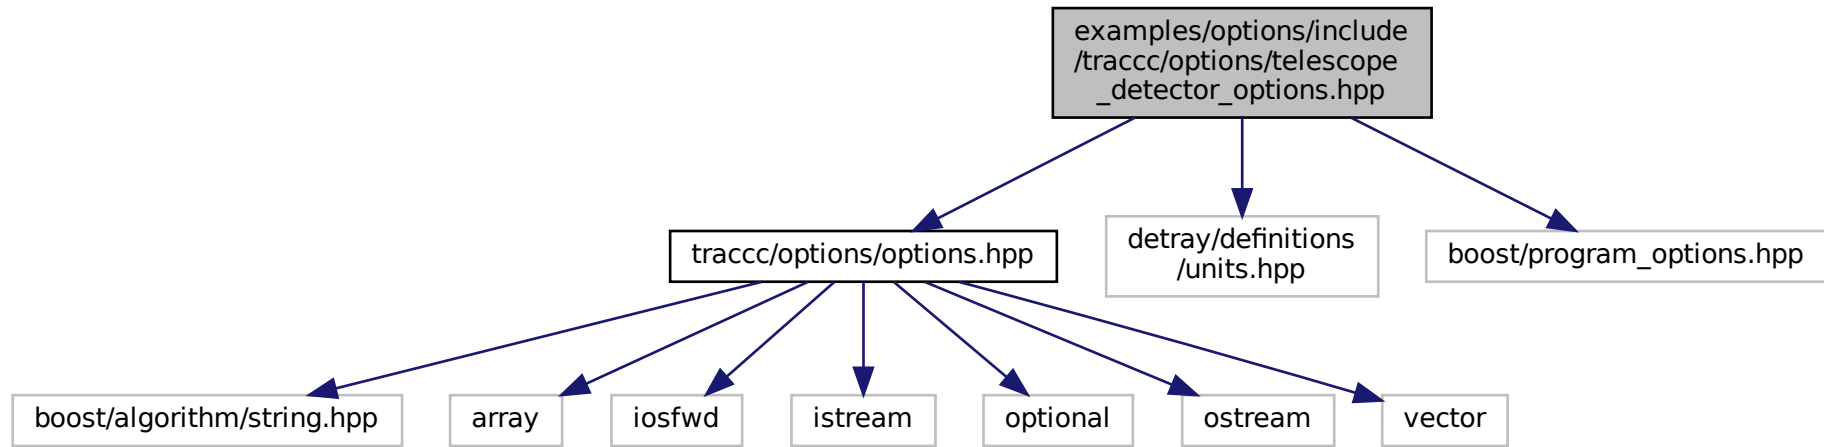 examples/options/include
/traccc/options/telescope
_detector_options.hpp
traccc/options/options.hpp
detray/definitions
/units.hpp
boost/program_options.hpp
boost/algorithm/string.hpp
array
iosfwd
istream
optional
ostream
vector